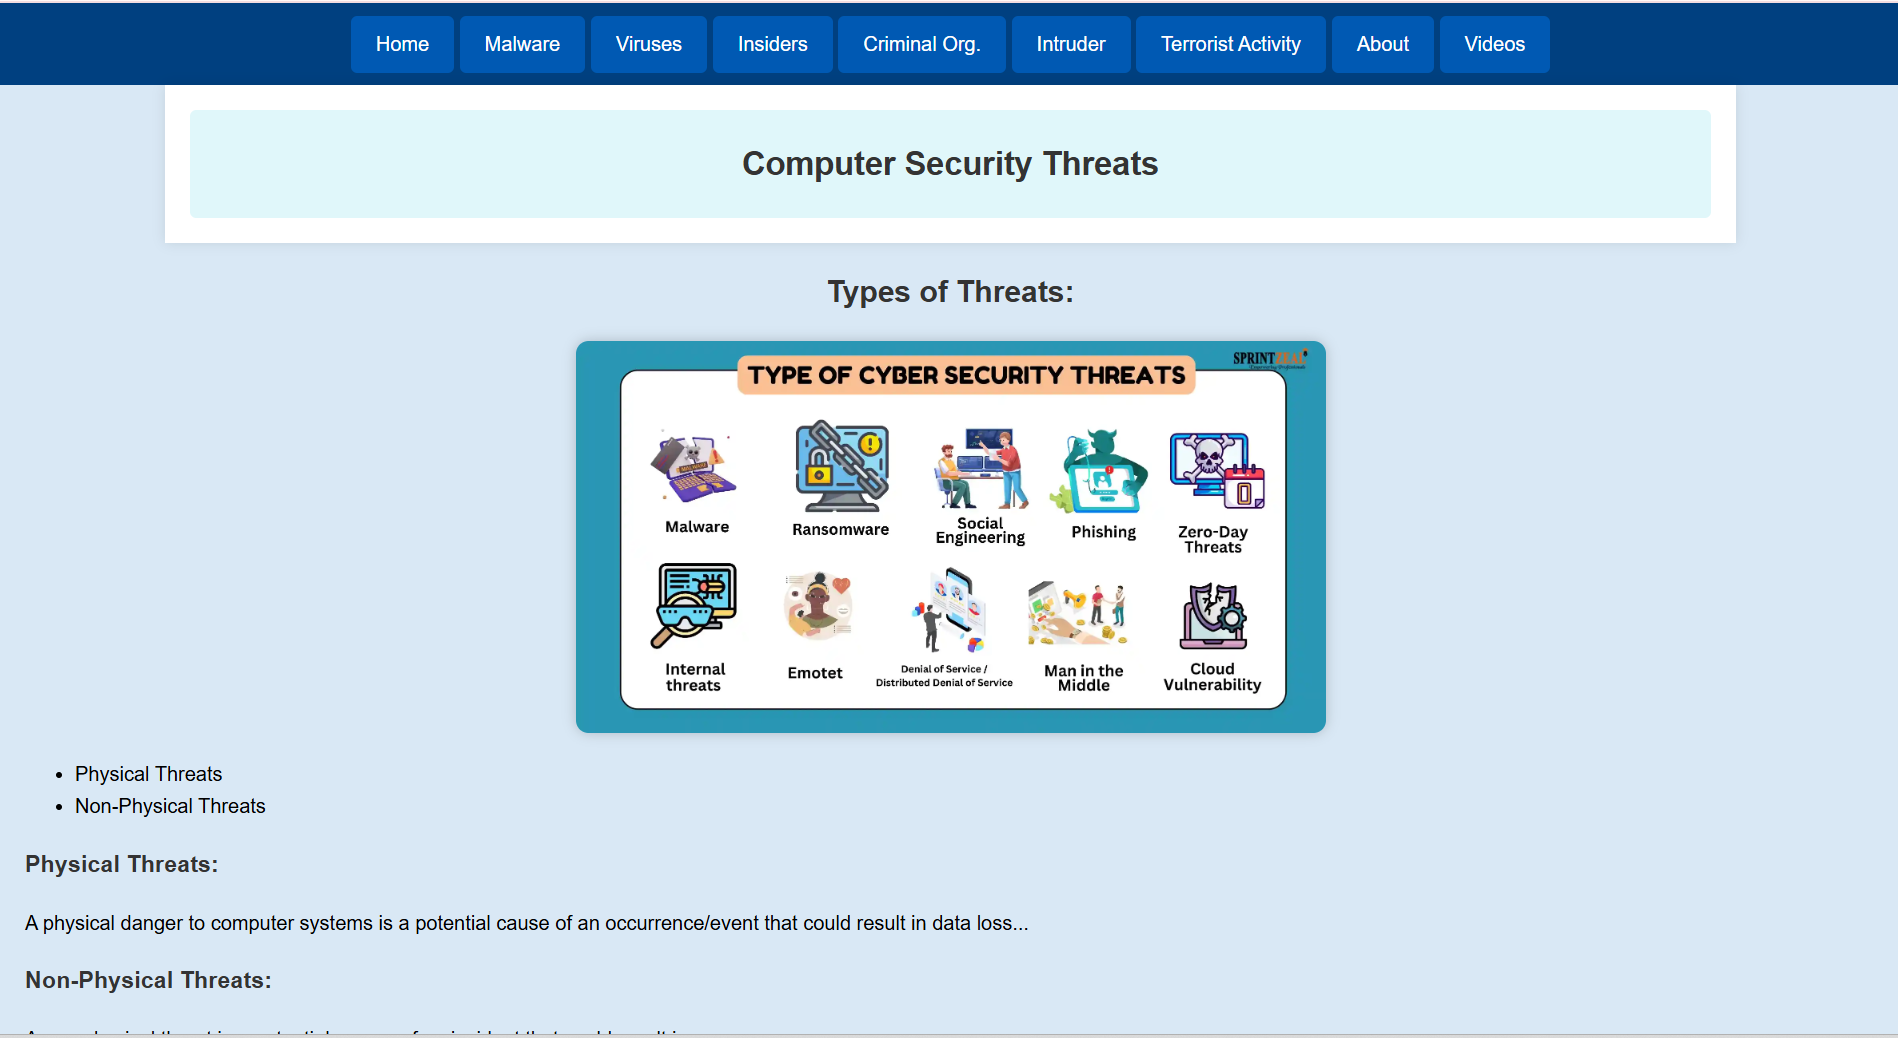 Home Malware Viruses Insiders Criminal Org. Intruder Terrorist Activity About Videos
Computer Security Threats
Types of Threats:
SPRINTZEAL
TYPE OF CYBER SECURITY THREATS
Malware
Ransomware
Social
Engineering
Phishing
Zero-Day
Threats
Internal
threats
Emotet
Denial of Service /
Distributed Denial of Service
Man in the
Middle
Cloud
Vulnerability
• Physical Threats
• Non-Physical Threats
Physical Threats:
A physical danger to computer systems is a potential cause of an occurrence/event that could result in data loss...
Non-Physical Threats: